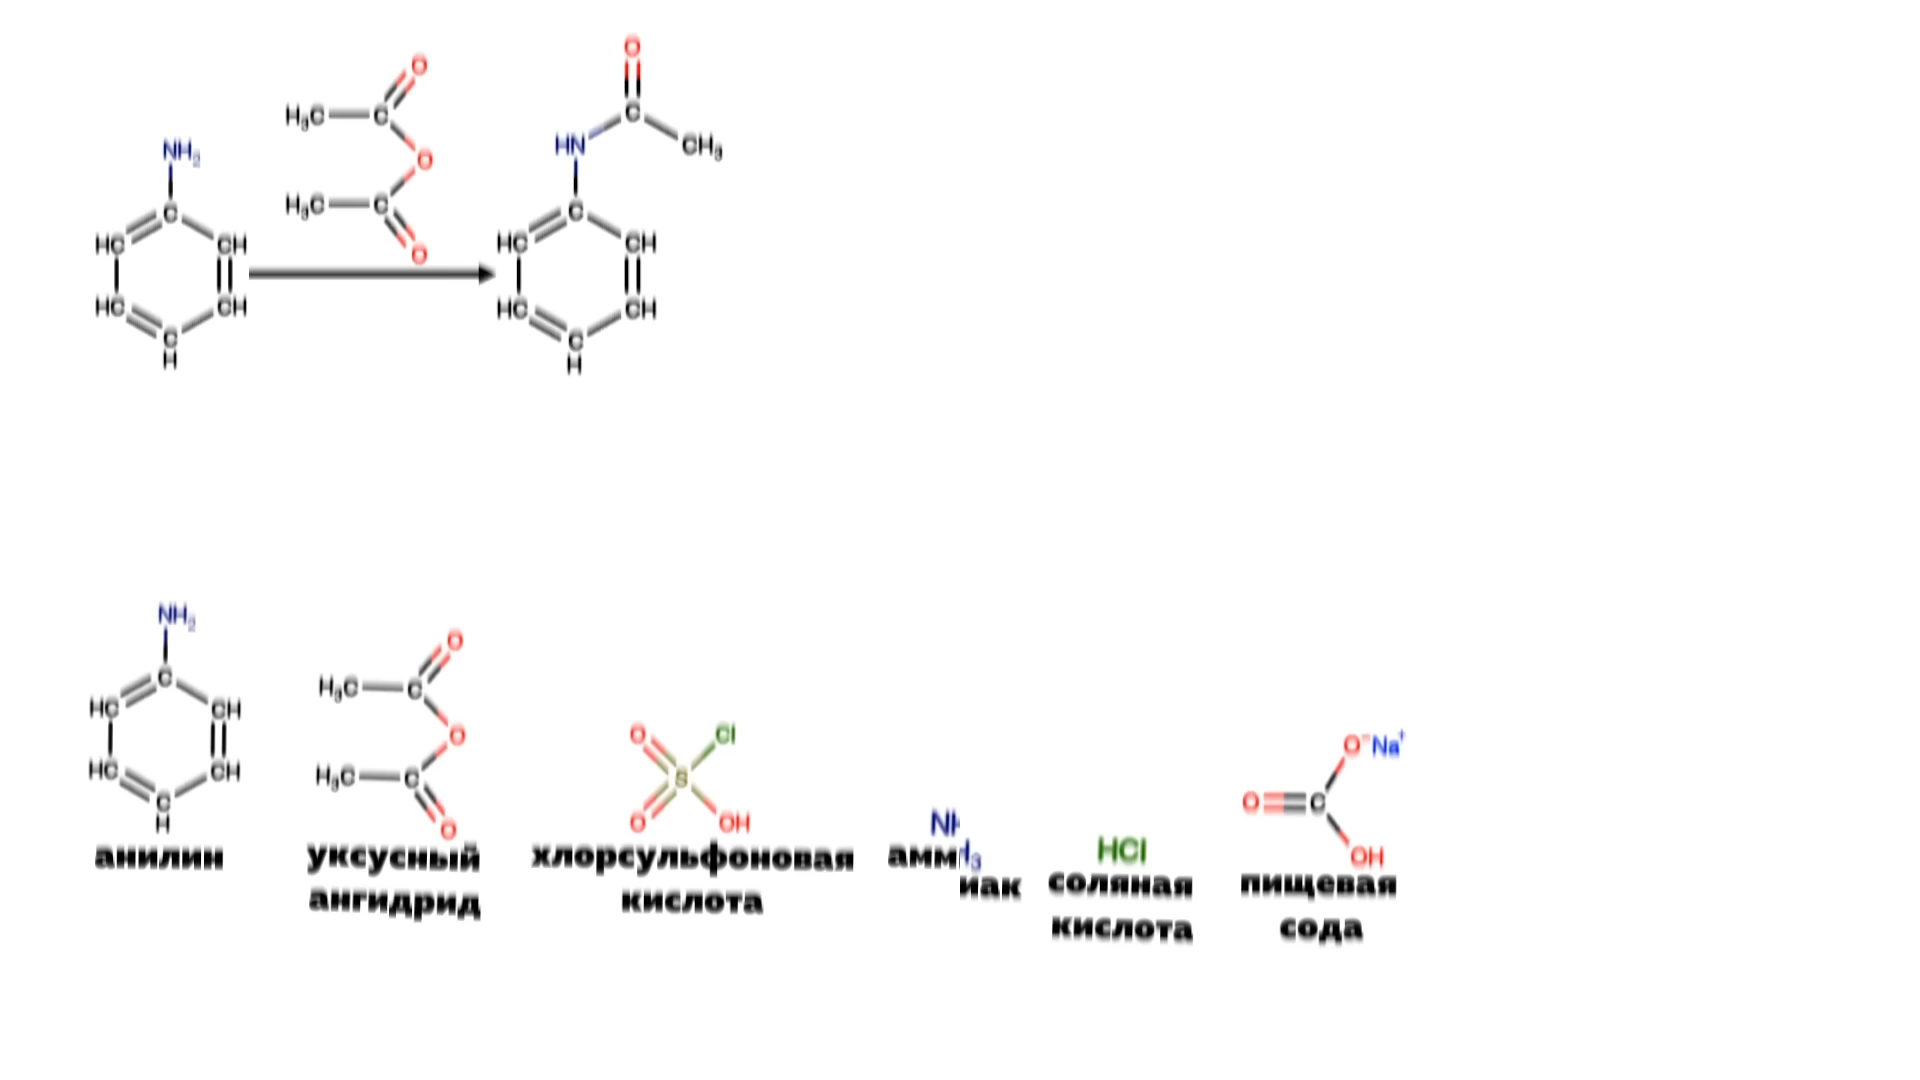 NH₂
C
HC
CH
HC
CH
C
H
H₃C
C
O
O
H₃C
C
O
O
HN
C
CH₃
C
HC
CH
HC
CH
C
H
NH₂
C
HC
CH
HC
CH
C
H
анилин
O
H₃C
C
O
H₃C
C
O
уксусный
ангидрид
O
Cl
S
O
OH
хлорсульфоновая
кислота
NH₃
аммиак
HCl
соляная
кислота
O⁻Na⁺
O
C
OH
пищевая
сода